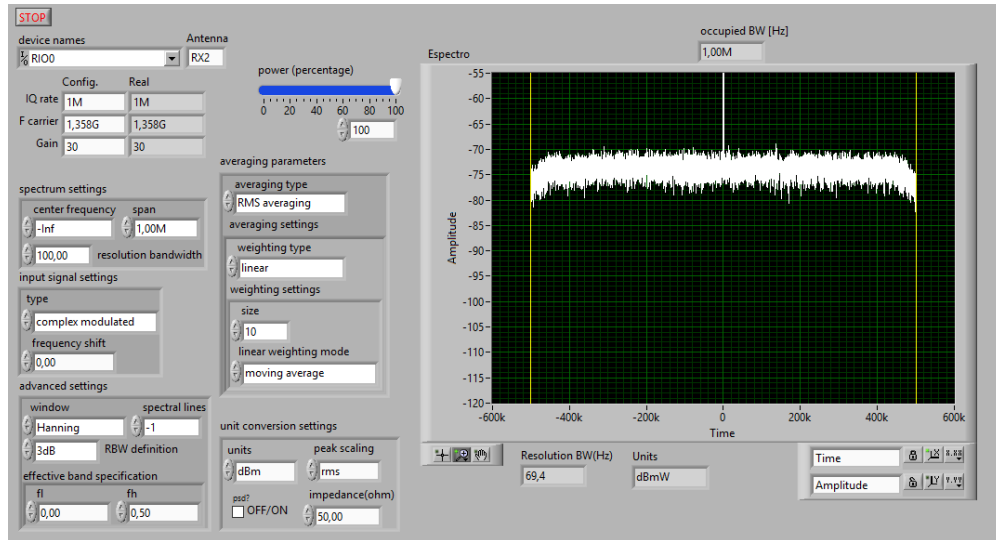 STOP
device names
Antenna
RIO0
RX2
Config. Real
IQ rate 1M 1M
F carrier 1,358G 1,358G
Gain 30 30
power (percentage)
0 20 40 60 80 100
100
spectrum settings
center frequency span
-Inf 1,00M
100,00 resolution bandwidth
input signal settings
type
complex modulated
frequency shift
0,00
advanced settings
window spectral lines
Hanning -1
3dB RBW definition
effective band specification
fl fh
0,00 0,50
averaging parameters
averaging type
RMS averaging
averaging settings
weighting type
linear
weighting settings
size
10
linear weighting mode
moving average
unit conversion settings
units peak scaling
dBm rms
psd? impedance(ohm)
OFF/ON 50,00
occupied BW [Hz]
1,00M
Espectro
Amplitude
-55
-60
-65
-70
-75
-80
-85
-90
-95
-100
-105
-110
-115
-120
-600k -400k -200k 0 200k 400k 600k
Time
Resolution BW(Hz) Units
69,4 dBmW
Time
Amplitude